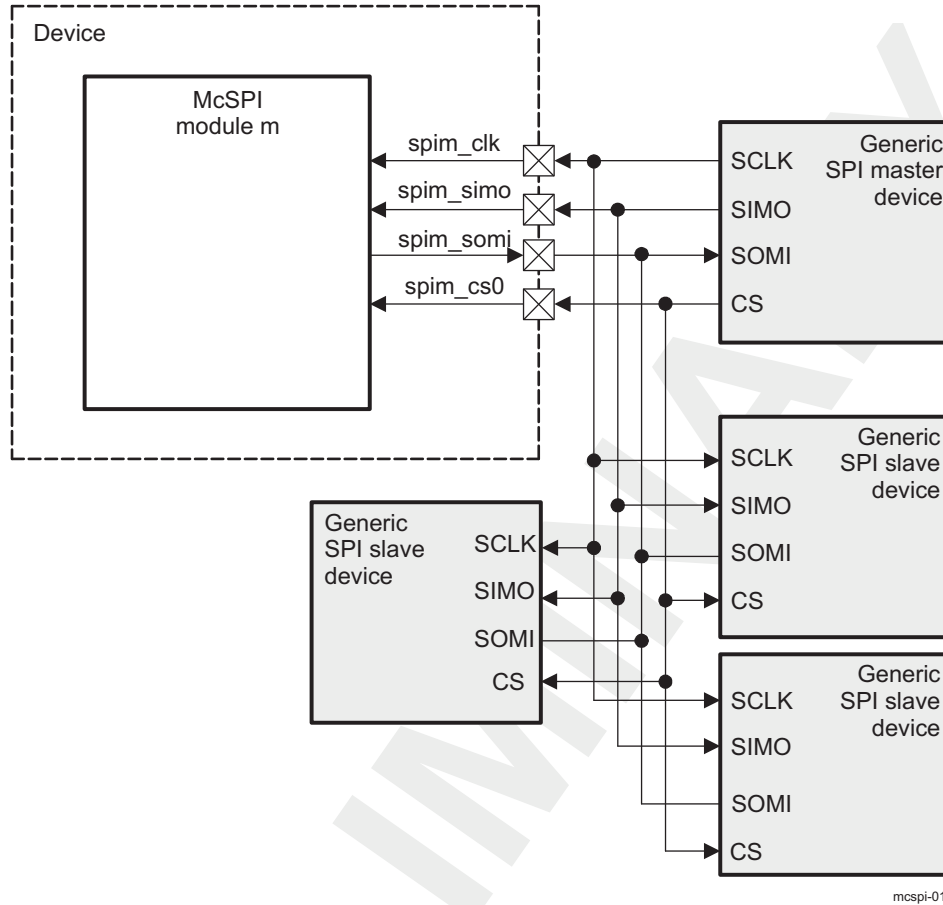 Device
McSPI
module m
spim_clk
spim_simo
spim_somi
spim_cs0
SCLK
SIMO
SOMI
CS
Generic
SPI master
device
SCLK
SIMO
SOMI
CS
Generic
SPI slave
device
Generic
SPI slave
device
SCLK
SIMO
SOMI
CS
SCLK
SIMO
SOMI
CS
Generic
SPI slave
device